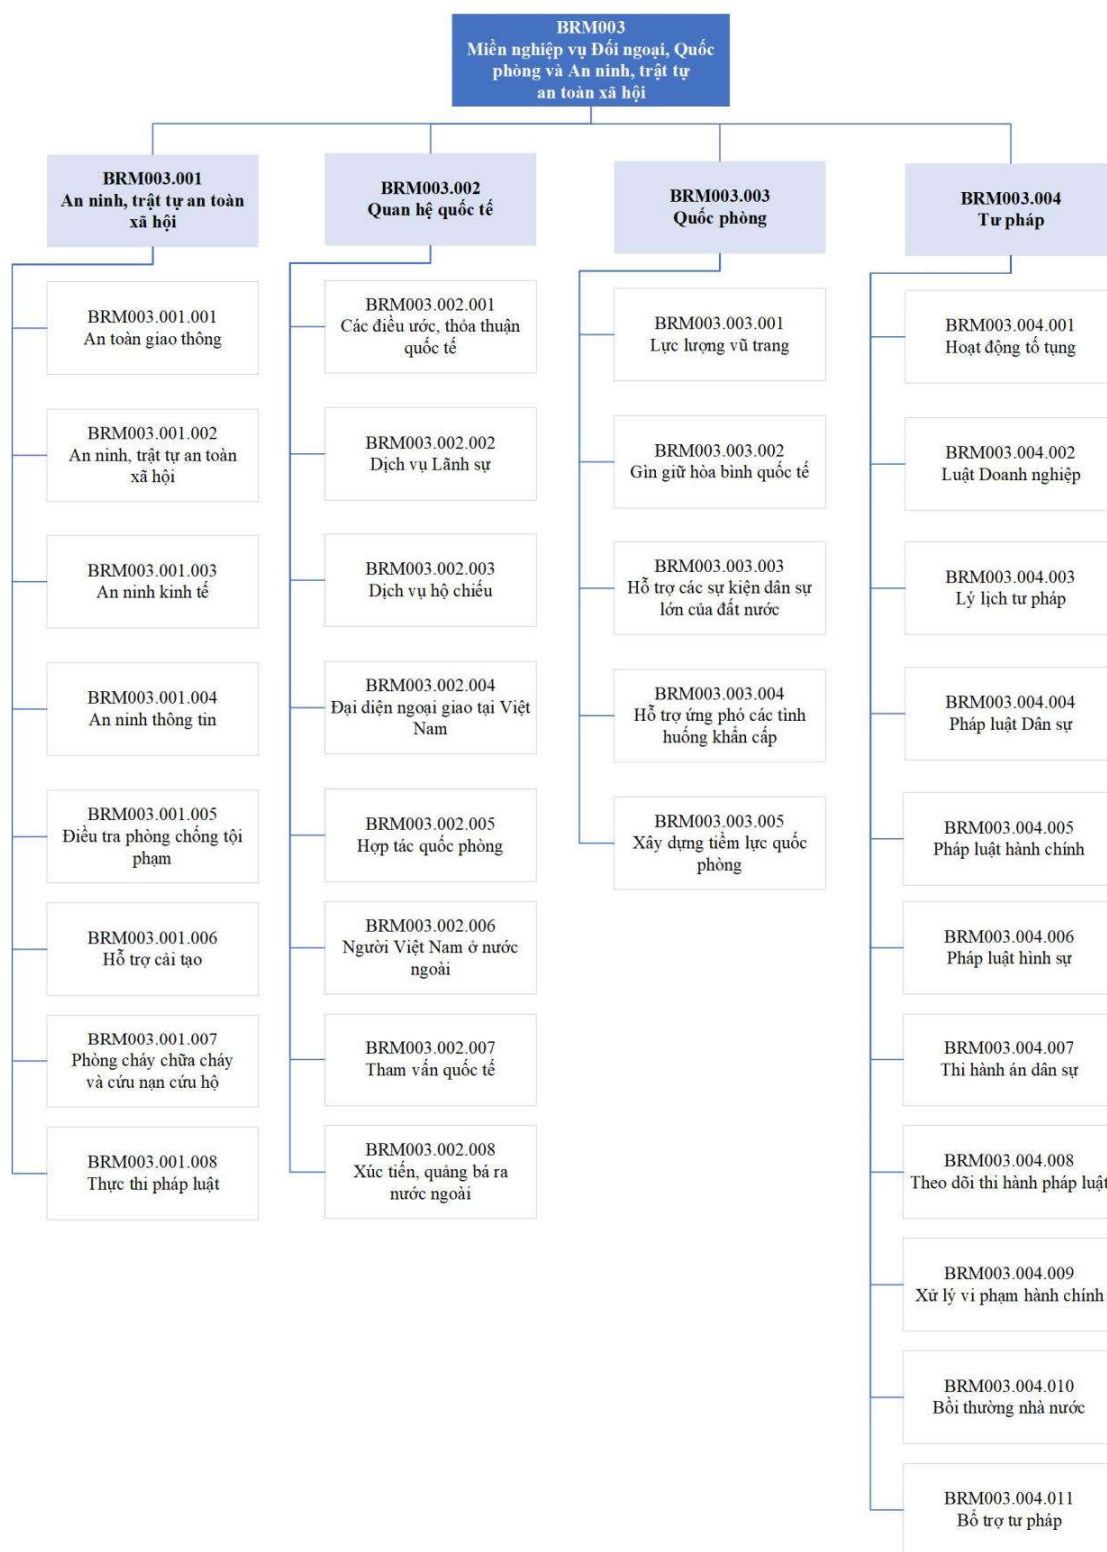 BRM003
Miền nghiệp vụ Đối ngoại, Quốc
phòng và An ninh, trật tự
an toàn xã hội
BRM003.001
An ninh, trật tự an toàn
xã hội
BRM003.001.001
An toàn giao thông
BRM003.001.002
An ninh, trật tự an toàn
xã hội
BRM003.001.003
An ninh kinh tế
BRM003.001.004
An ninh thông tin
BRM003.001.005
Điều tra phòng chống tội
phạm
BRM003.001.006
Hỗ trợ cải tạo
BRM003.001.007
Phòng cháy chữa cháy
và cứu nạn cứu hộ
BRM003.001.008
Thực thi pháp luật
BRM003.002
Quan hệ quốc tế
BRM003.002.001
Các điều ước, thỏa thuận
quốc tế
BRM003.002.002
Dịch vụ Lãnh sự
BRM003.002.003
Dịch vụ hộ chiếu
BRM003.002.004
Đại diện ngoại giao tại Việt
Nam
BRM003.002.005
Hợp tác quốc phòng
BRM003.002.006
Người Việt Nam ở nước
ngoài
BRM003.002.007
Tham vấn quốc tế
BRM003.002.008
Xúc tiến, quảng bá ra
nước ngoài
BRM003.003
Quốc phòng
BRM003.003.001
Lực lượng vũ trang
BRM003.003.002
Gìn giữ hòa bình quốc tế
BRM003.003.003
Hỗ trợ các sự kiện dân sự
lớn của đất nước
BRM003.003.004
Hỗ trợ ứng phó các tình
huống khẩn cấp
BRM003.003.005
Xây dựng tiềm lực quốc
phòng
BRM003.004
Tư pháp
BRM003.004.001
Hoạt động tố tụng
BRM003.004.002
Luật Doanh nghiệp
BRM003.004.003
Lý lịch tư pháp
BRM003.004.004
Pháp luật Dân sự
BRM003.004.005
Pháp luật hành chính
BRM003.004.006
Pháp luật hình sự
BRM003.004.007
Thi hành án dân sự
BRM003.004.008
Theo dõi thi hành pháp luật
BRM003.004.009
Xử lý vi phạm hành chính
BRM003.004.010
Bồi thường nhà nước
BRM003.004.011
Bổ trợ tư pháp